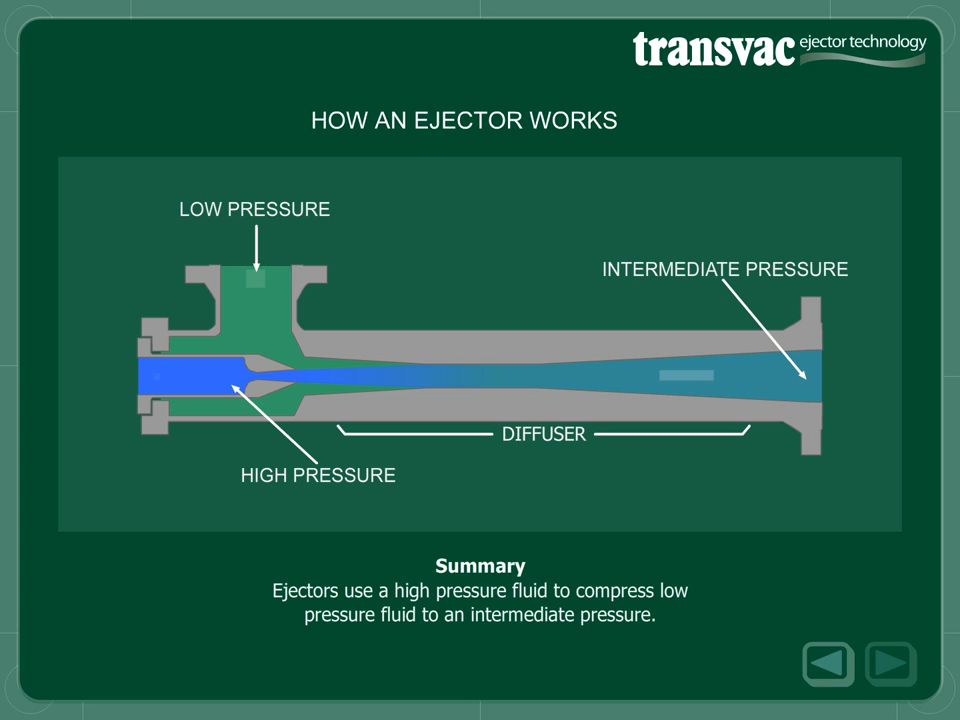 transvac ejector technology
HOW AN EJECTOR WORKS
LOW PRESSURE
INTERMEDIATE PRESSURE
DIFFUSER
HIGH PRESSURE
Summary
Ejectors use a high pressure fluid to compress low
pressure fluid to an intermediate pressure.